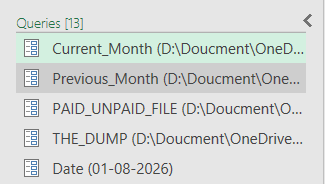 Queries [13]
Current_Month (D:\Doucment\OneD...
Previous_Month (D:\Doucment\One...
PAID_UNPAID_FILE (D:\Doucment\O...
THE_DUMP (D:\Doucment\OneDrive...
Date (01-08-2026)